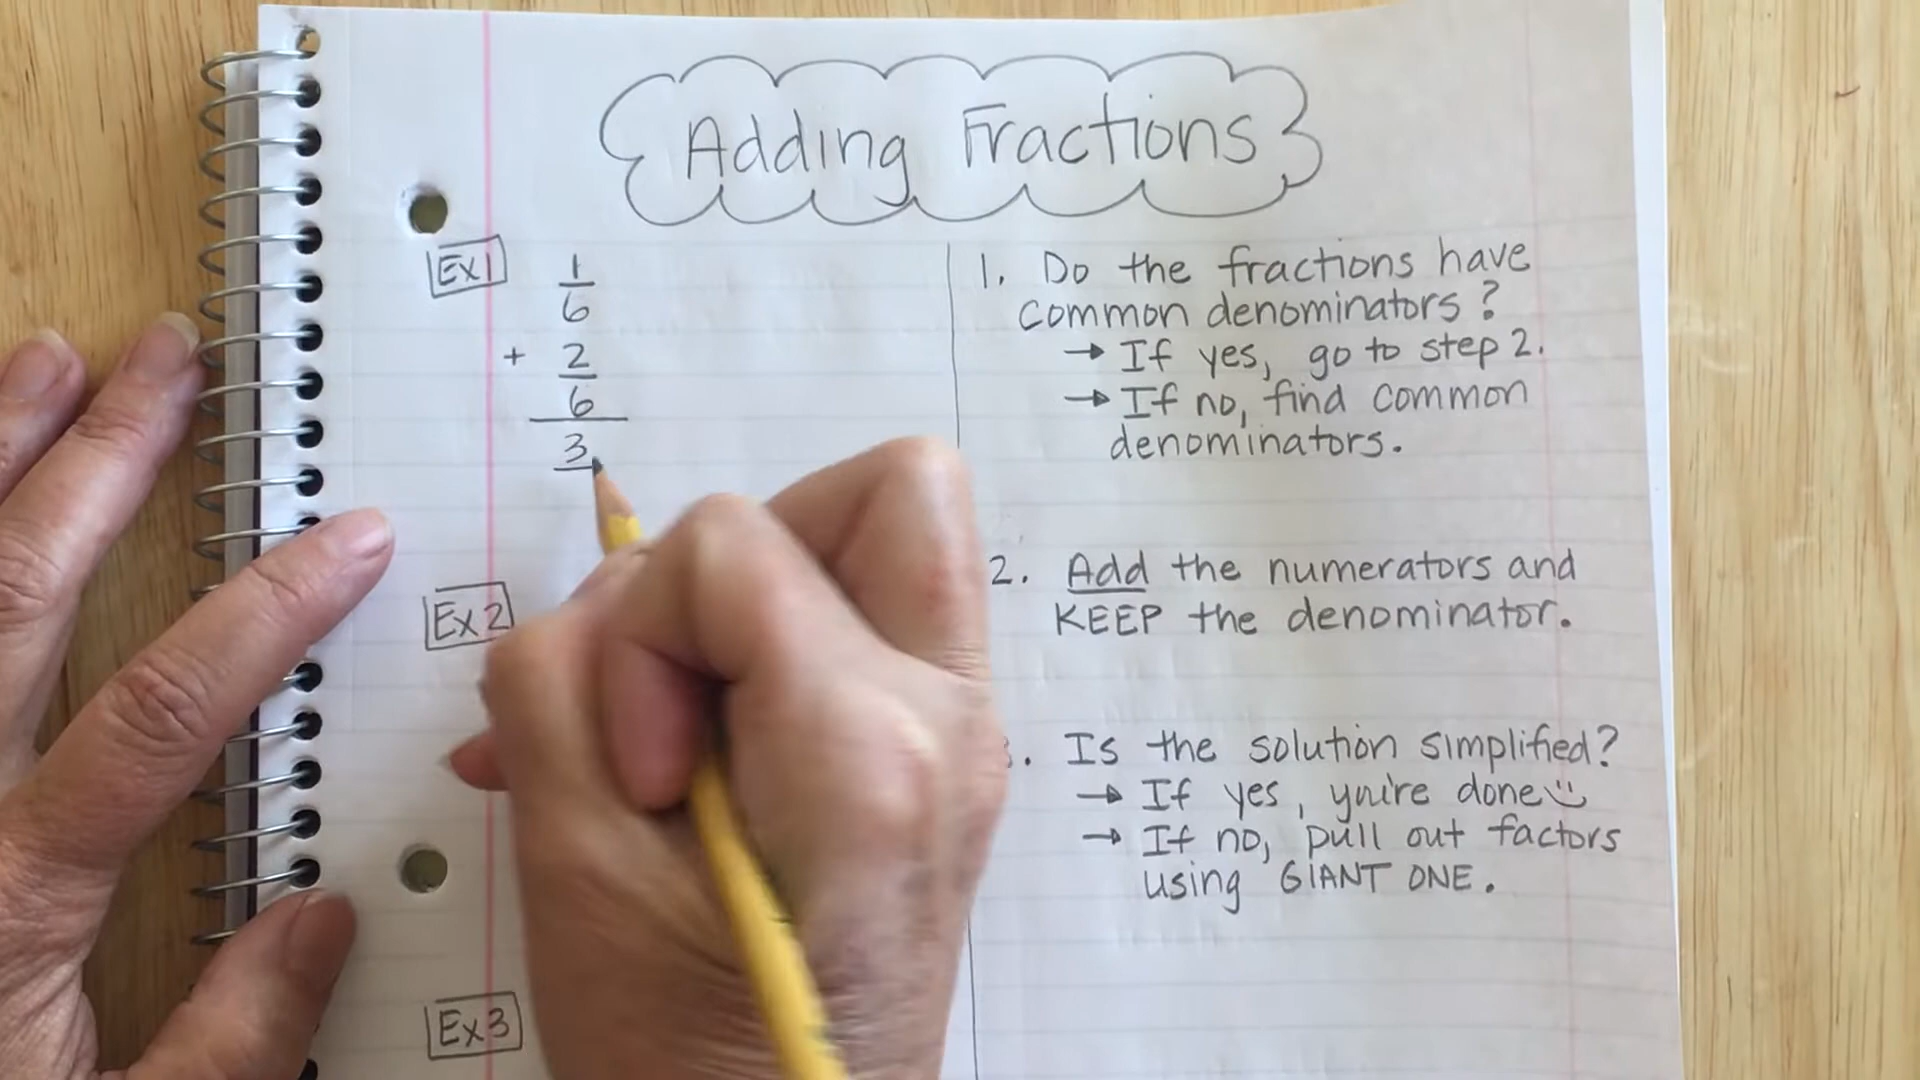 Adding Fractions
Ex1
1
6
+ 2
6
3
Ex2
Ex3
1. Do the fractions have
common denominators?
→ If yes, go to step 2.
→ If no, find common
denominators.
2. Add the numerators and
KEEP the denominator.
. Is the solution simplified?
→ If yes, you're done
→ If no, pull out factors
using GIANT ONE.